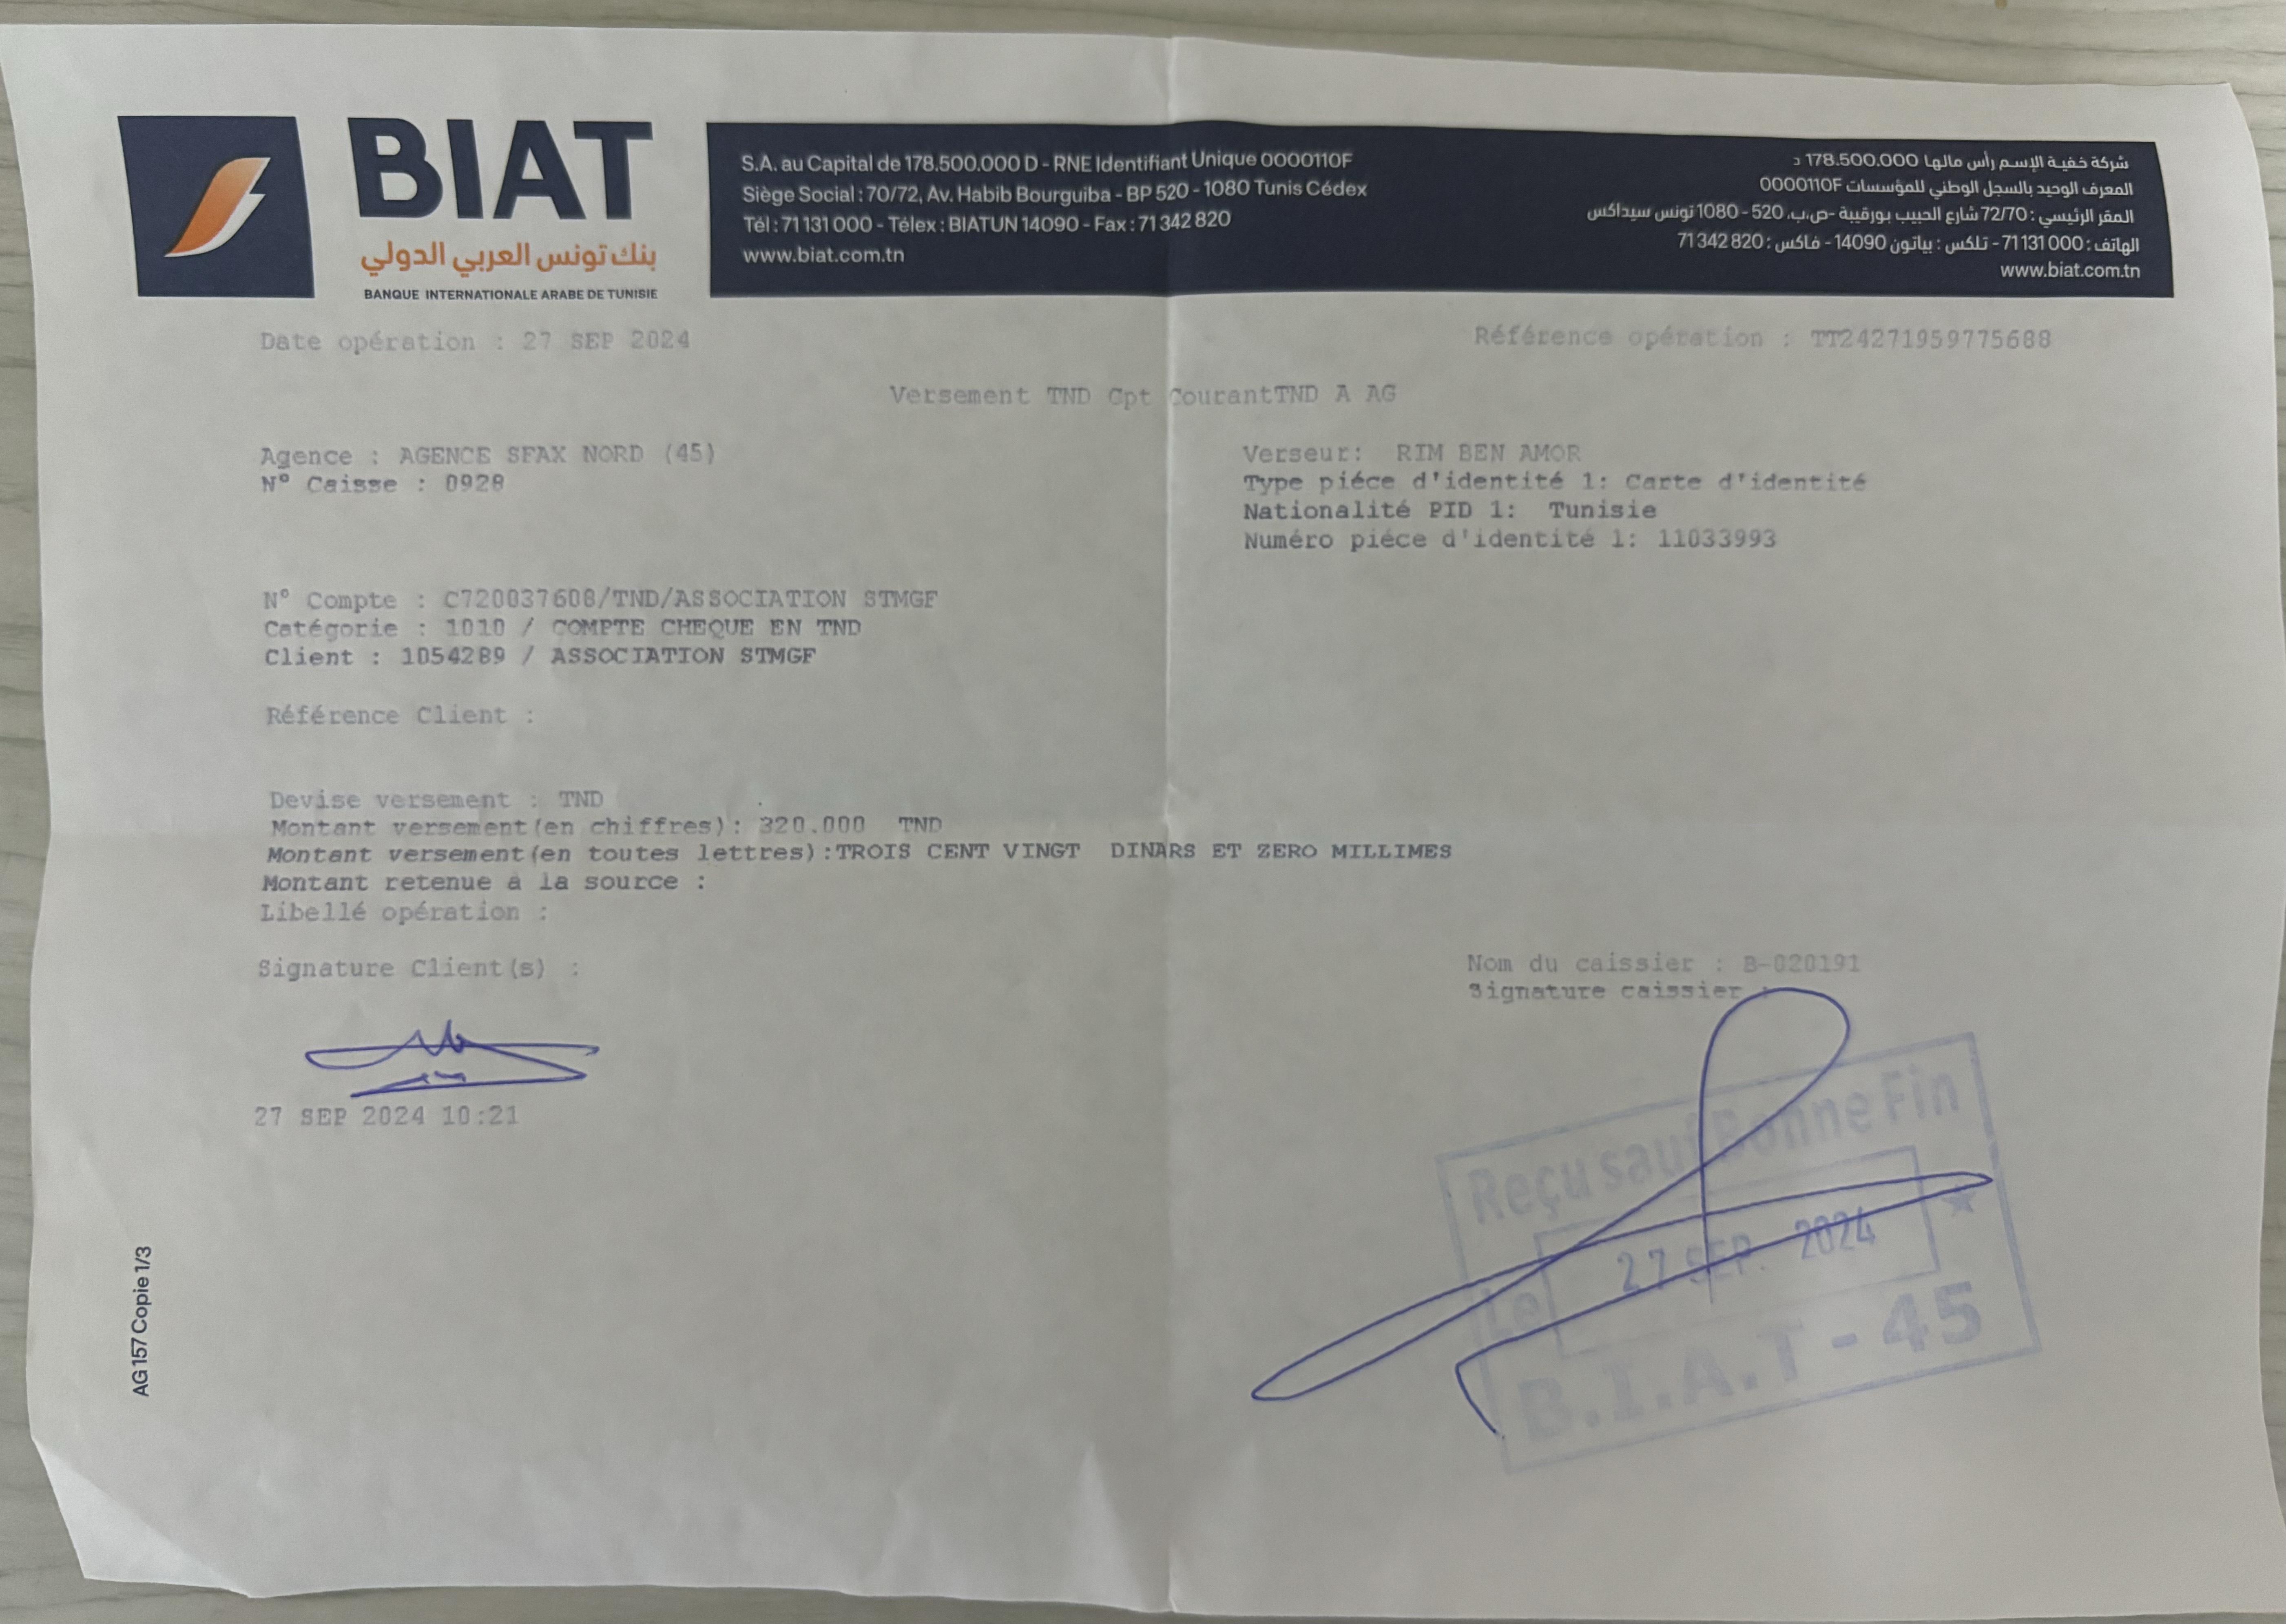 BIAT
بنك تونس العربي الدولي
BANQUE INTERNATIONALE ARABE DE TUNISIE
S.A. au Capital de 178.500.000 D - RNE Identifiant Unique 0000110F
Siège Social : 70/72, Av. Habib Bourguiba - BP 520 - 1080 Tunis Cédex
Tél : 71 131 000 - Télex : BIATUN 14090 - Fax : 71 342 820
www.biat.com.tn
شركة خفية الإسم رأس مالها 178.500.000 د
المعرف الوحيد بالسجل الوطني للمؤسسات 0000110F
المقر الرئيسي : 72/70 شارع الحبيب بورقيبة -ص.ب. 520 - 1080 تونس سيداكس
الهاتف : 71 131 000 - تلكس : بياتون 14090 - فاكس : 71 342 820
www.biat.com.tn
Date opération : 27 SEP 2024
Référence opération : TT24271959775688
Versement TND Cpt CourantTND A AG
Agence : AGENCE SFAX NORD (45)
N° Caisse : 0928
Verseur: RIM BEN AMOR
Type piéce d'identité 1: Carte d'identité
Nationalité PID 1: Tunisie
Numéro piéce d'identité 1: 11033993
N° Compte : C720037608/TND/ASSOCIATION STMGF
Catégorie : 1010 / COMPTE CHEQUE EN TND
Client : 1054289 / ASSOCIATION STMGF
Référence Client :
Devise versement : TND
Montant versement(en chiffres): 320.000 TND
Montant versement(en toutes lettres):TROIS CENT VINGT DINARS ET ZERO MILLIMES
Montant retenue à la source :
Libellé opération :
Signature Client(s) :
27 SEP 2024 10:21
Nom du caissier : B-020191
Signature caissier :
Reçu sauf Bonne Fin
Le 27 SEP. 2024
B.I.A.T - 45
AG 157 Copie 1/3